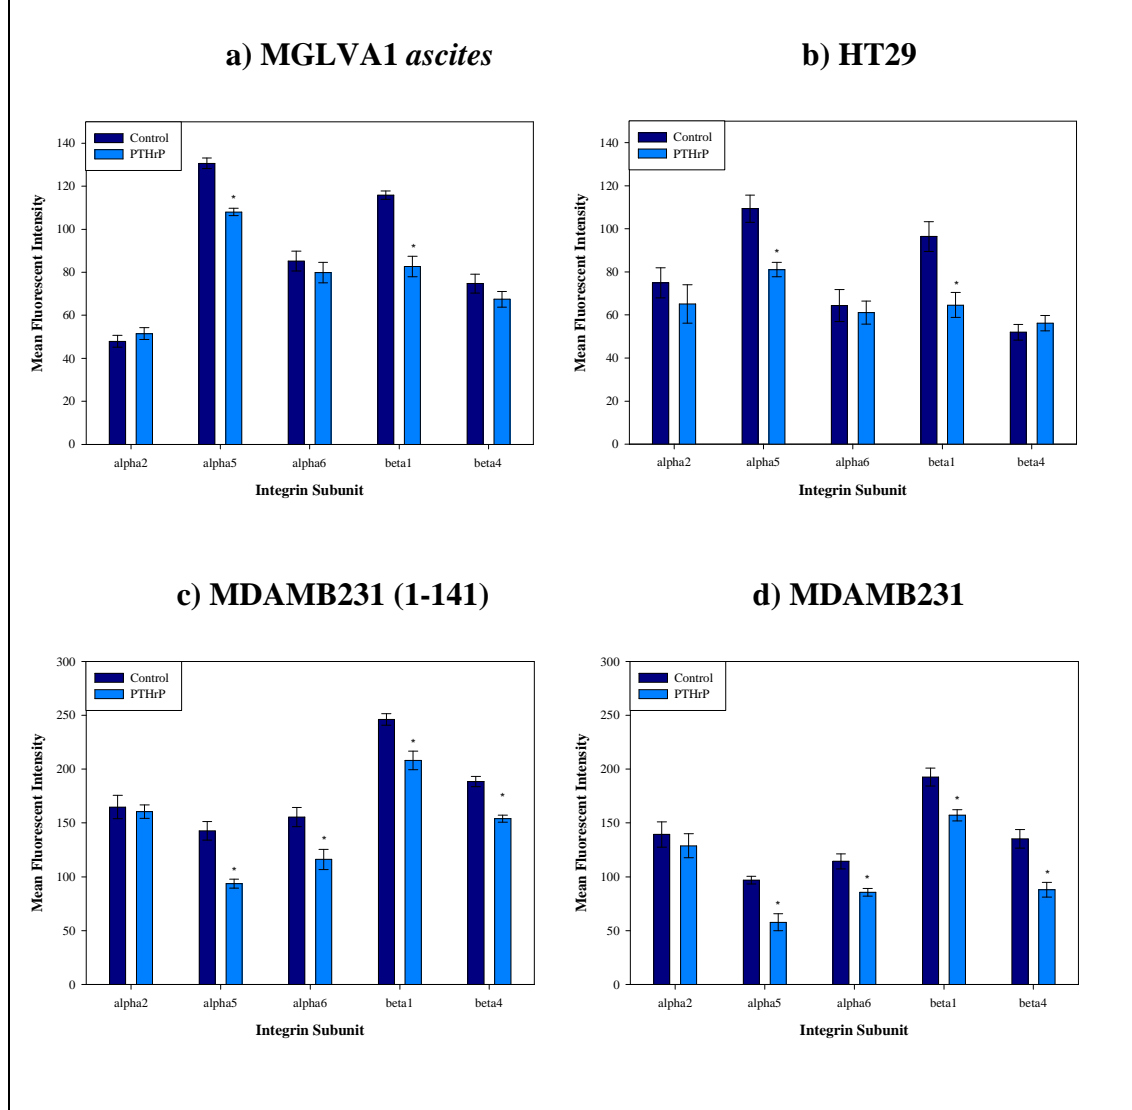 a) MGLVA1 ascites
Control
PTHrP
Mean Fluorescent Intensity
140
120
100
80
60
40
20
0
*
*
alpha2 alpha5 alpha6 beta1 beta4
Integrin Subunit
b) HT29
Control
PTHrP
Mean Fluorescent Intensity
140
120
100
80
60
40
20
0
*
*
alpha2 alpha5 alpha6 beta1 beta4
Integrin Subunit
c) MDAMB231 (1-141)
Control
PTHrP
Mean Fluorescent Intensity
300
250
200
150
100
50
0
*
*
*
*
alpha2 alpha5 alpha6 beta1 beta4
Integrin Subunit
d) MDAMB231
Control
PTHrP
Mean Fluorescent Intensity
300
250
200
150
100
50
0
*
*
*
*
alpha2 alpha5 alpha6 beta1 beta4
Integrin Subunit